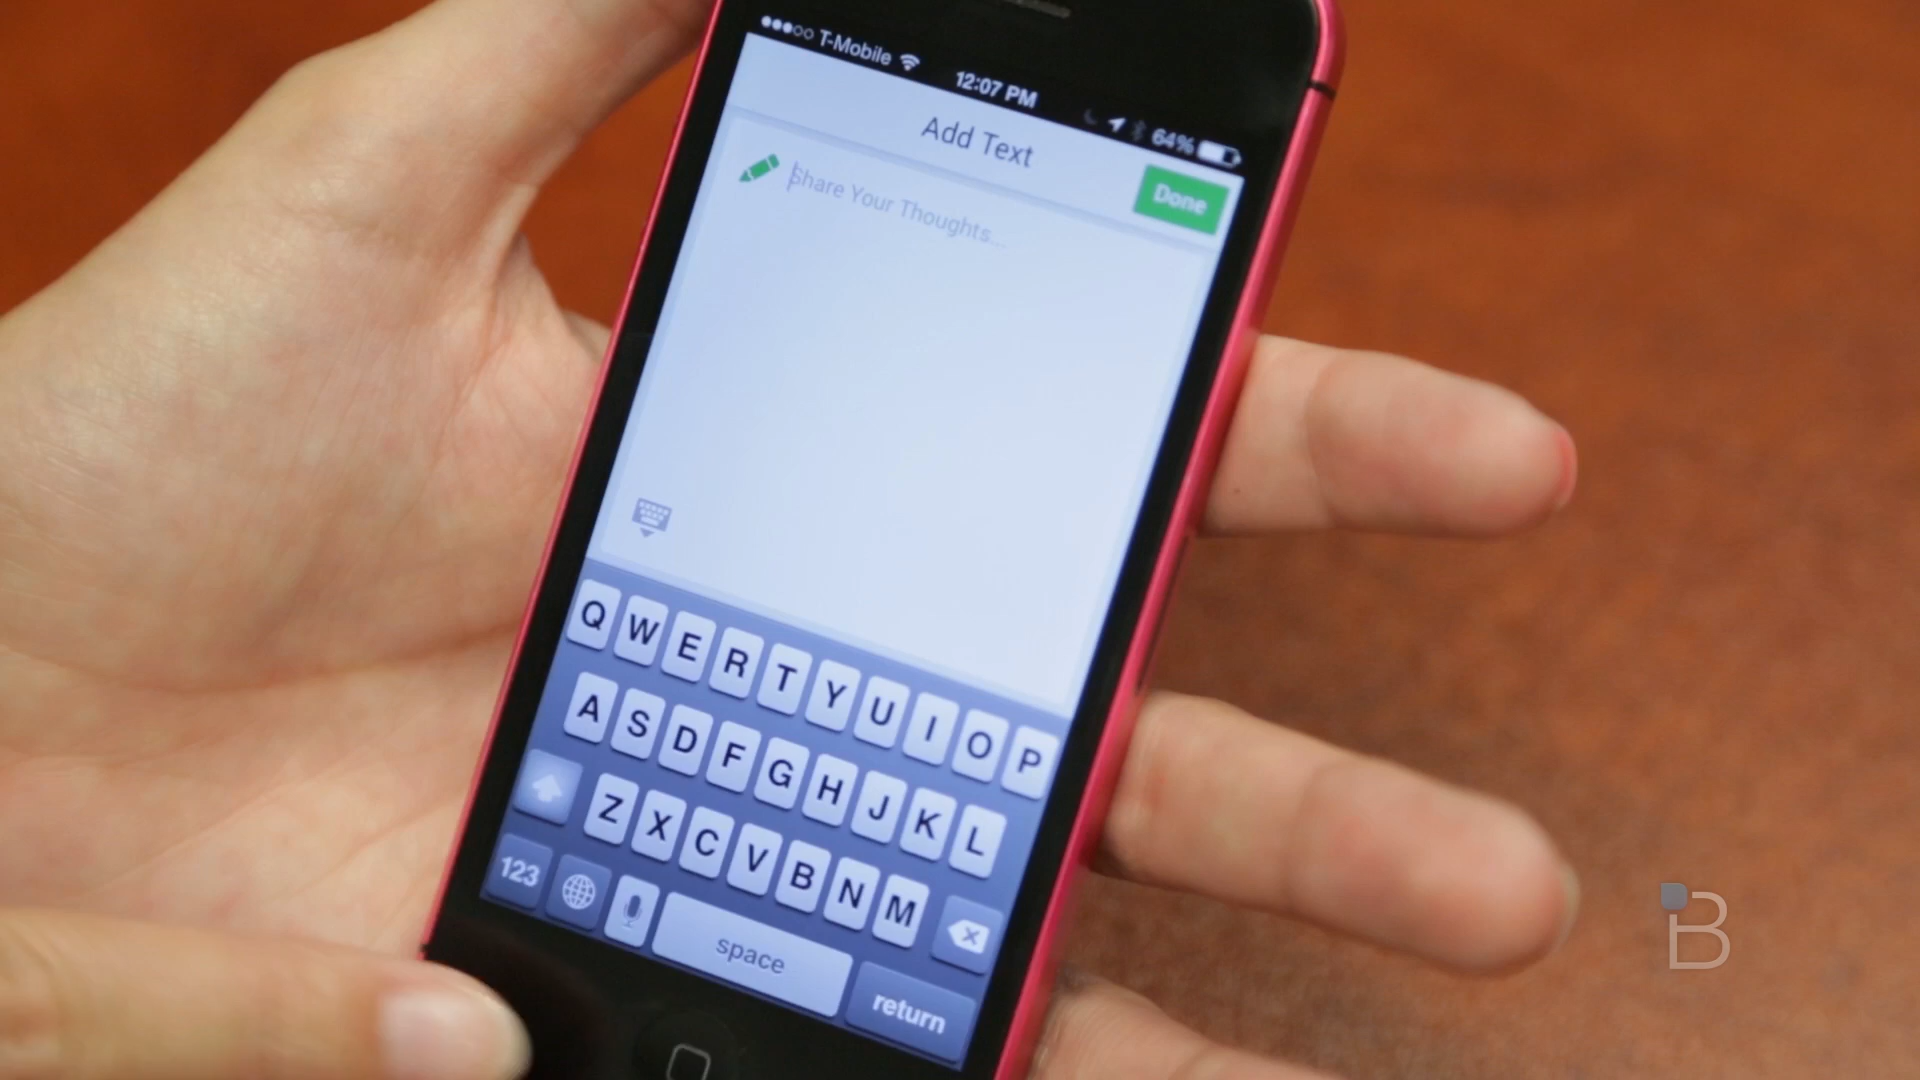 T-Mobile 12:07 PM 64%
Add Text
Done
Share Your Thoughts...
Q W E R T Y U I O P
A S D F G H J K L
Z X C V B N M
123 space return
B